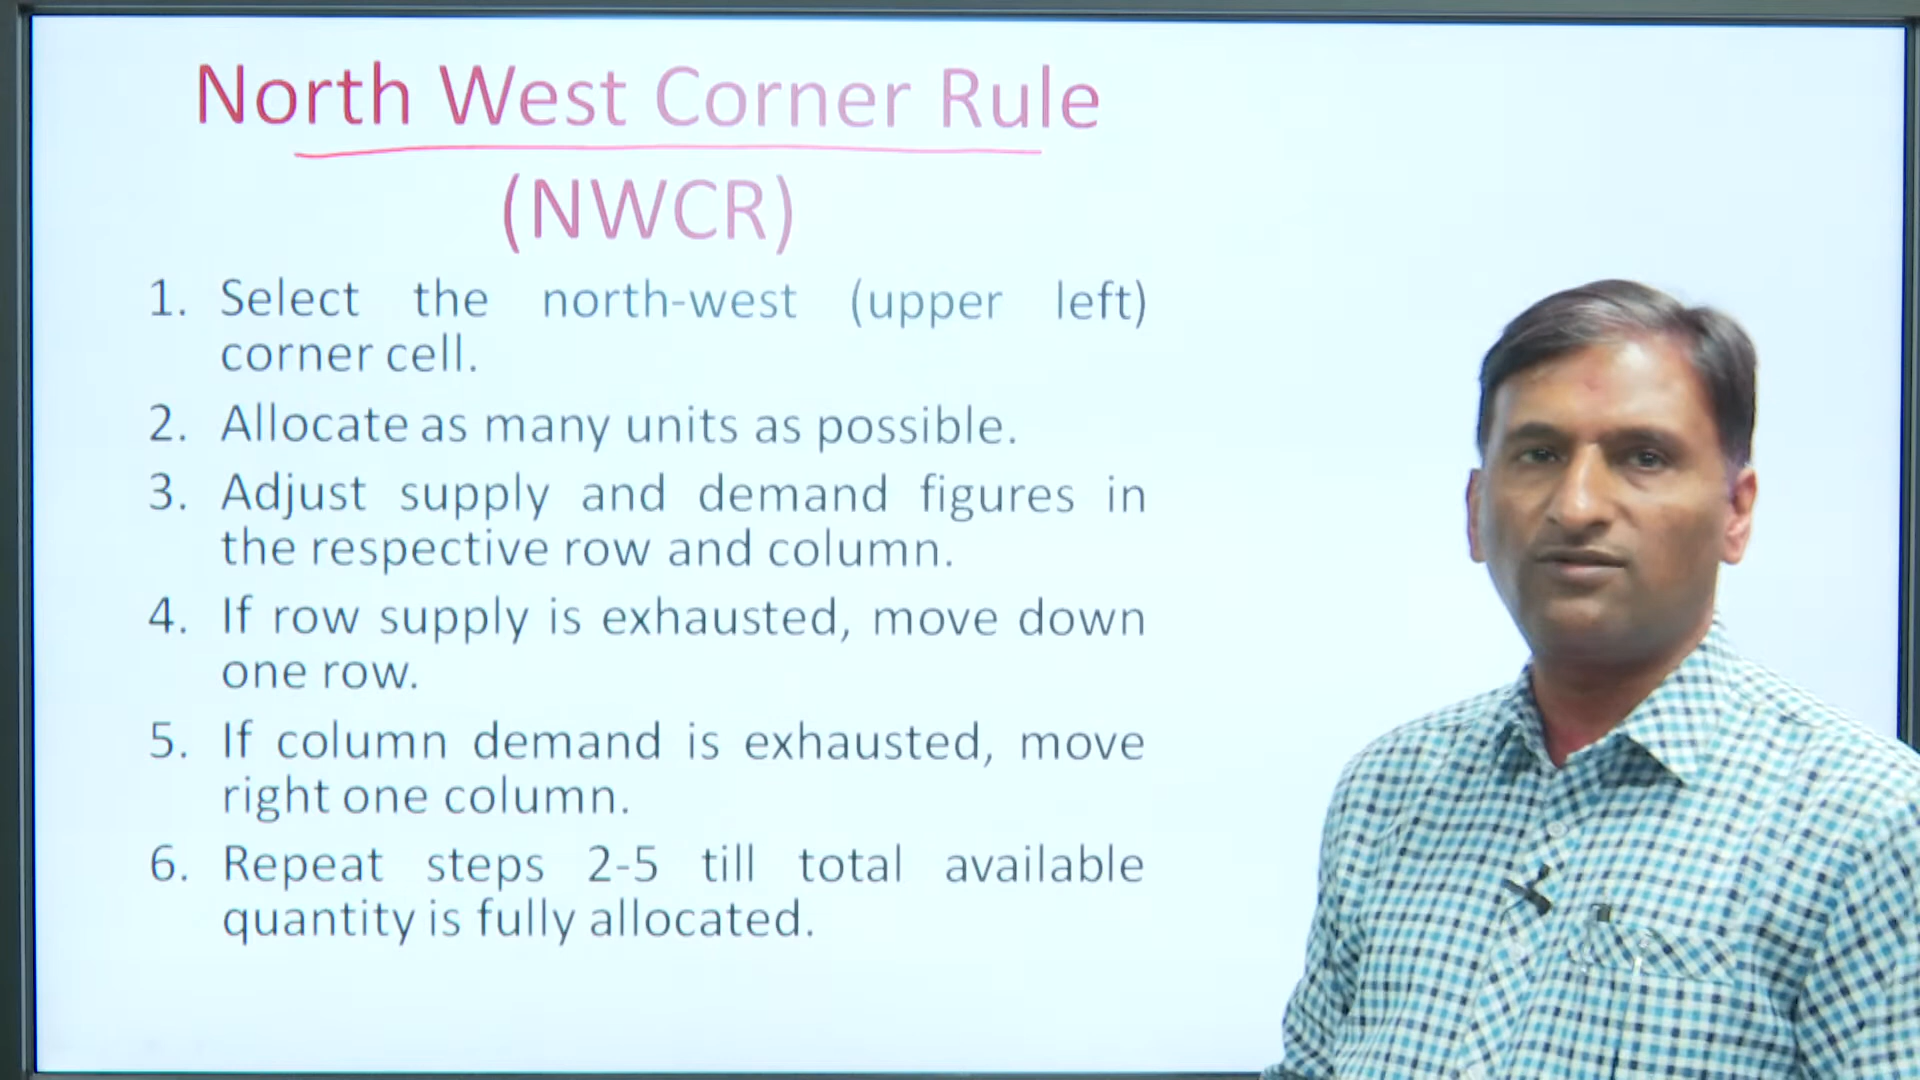 North West Corner Rule
(NWCR)
1. Select the north-west (upper left)
corner cell.
2. Allocate as many units as possible.
3. Adjust supply and demand figures in
the respective row and column.
4. If row supply is exhausted, move down
one row.
5. If column demand is exhausted, move
right one column.
6. Repeat steps 2-5 till total available
quantity is fully allocated.